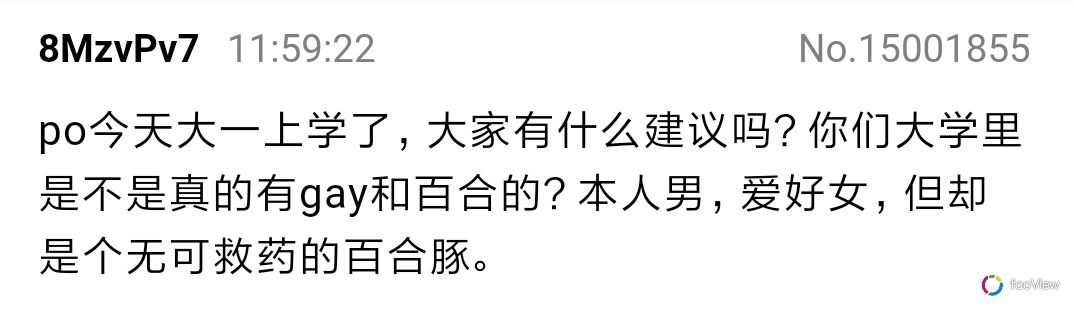 8MzvPv7 11:59:22 No.15001855
po今天大一上学了，大家有什么建议吗？你们大学里
是不是真的有gay和百合的？本人男，爱好女，但却
是个无可救药的百合豚。
fooView